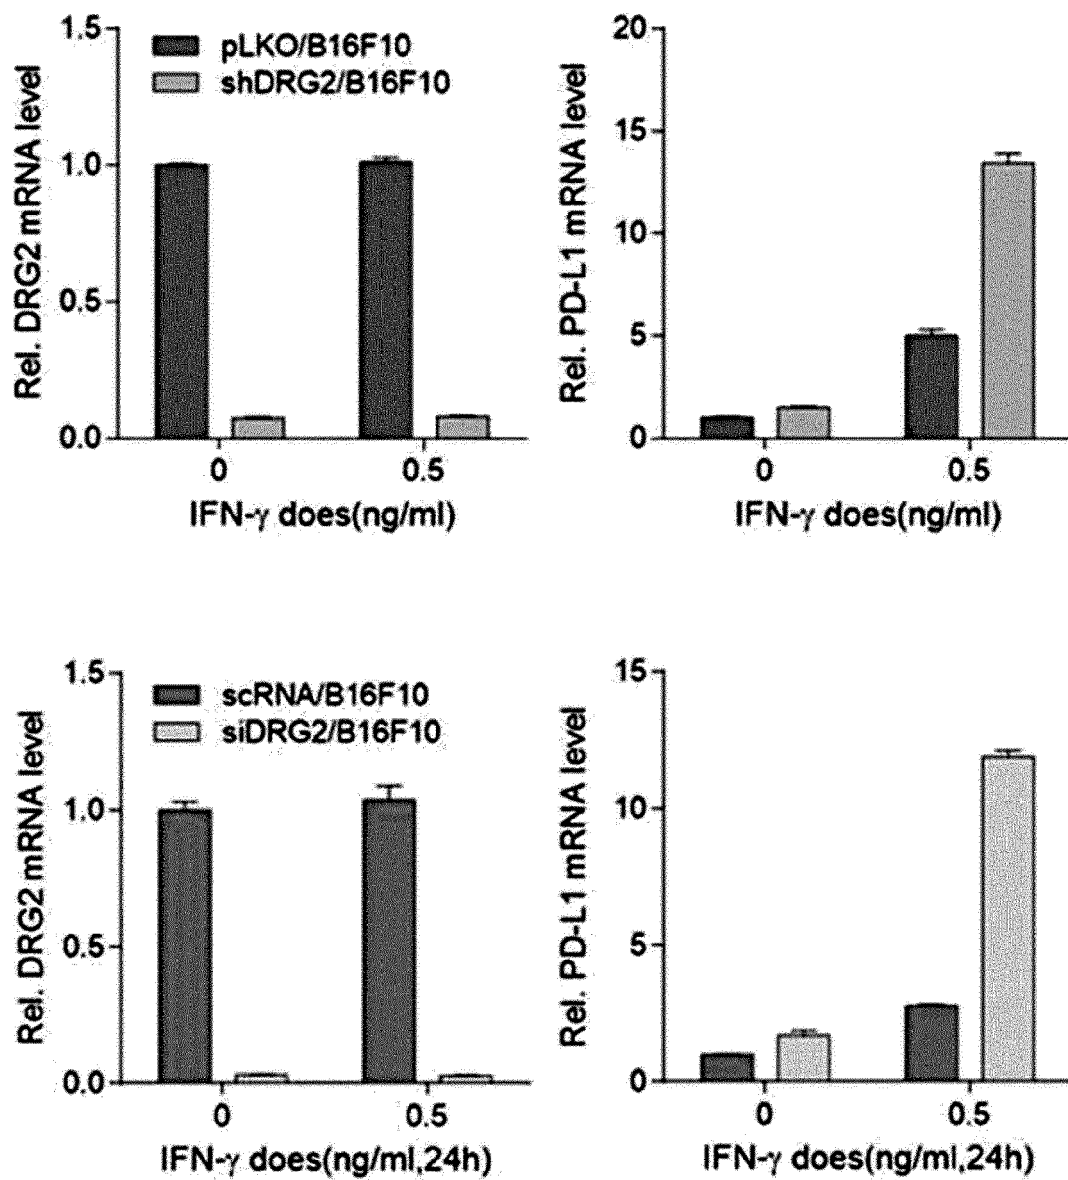 Rel. DRG2 mRNA level
1.5
1.0
0.5
0.0
pLKO/B16F10
shDRG2/B16F10
0
0.5
IFN-γ does(ng/ml)
Rel. PD-L1 mRNA level
20
15
10
5
0
0
0.5
IFN-γ does(ng/ml)
Rel. DRG2 mRNA level
1.5
1.0
0.5
0.0
scRNA/B16F10
siDRG2/B16F10
0
0.5
IFN-γ does(ng/ml,24h)
Rel. PD-L1 mRNA level
15
10
5
0
0
0.5
IFN-γ does(ng/ml,24h)